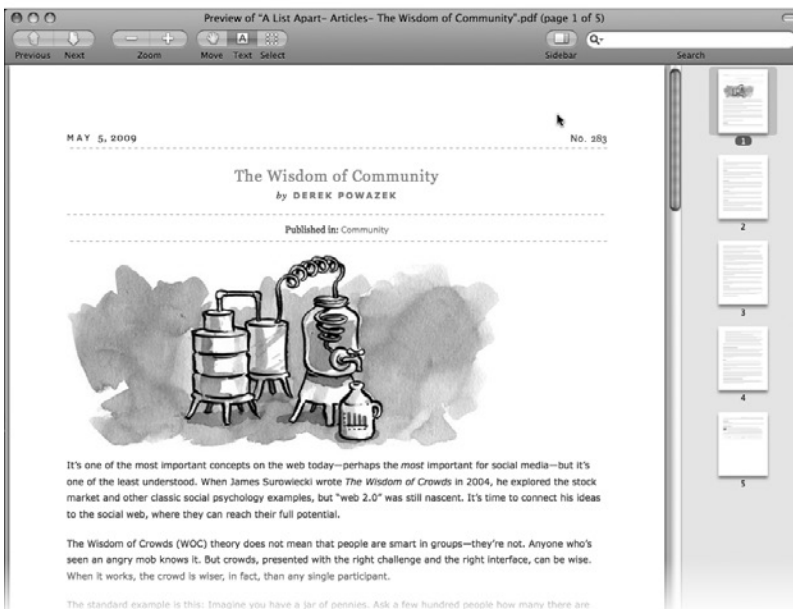 Preview of "A List Apart- Articles- The Wisdom of Community".pdf (page 1 of 5)
Previous Next Zoom Move Text Select Sidebar Search
MAY 5, 2009 No. 283
The Wisdom of Community
by DEREK POWAZEK
Published in: Community
It's one of the most important concepts on the web today—perhaps the most important for social media—but it's
one of the least understood. When James Surowiecki wrote The Wisdom of Crowds in 2004, he explored the stock
market and other classic social psychology examples, but "web 2.0" was still nascent. It's time to connect his ideas
to the social web, where they can reach their full potential.
The Wisdom of Crowds (WOC) theory does not mean that people are smart in groups—they're not. Anyone who's
seen an angry mob knows it. But crowds, presented with the right challenge and the right interface, can be wise.
When it works, the crowd is wiser, in fact, than any single participant.
The standard example is this: Imagine you have a jar of pennies. Ask a few hundred people how many there are
1
2
3
4
5